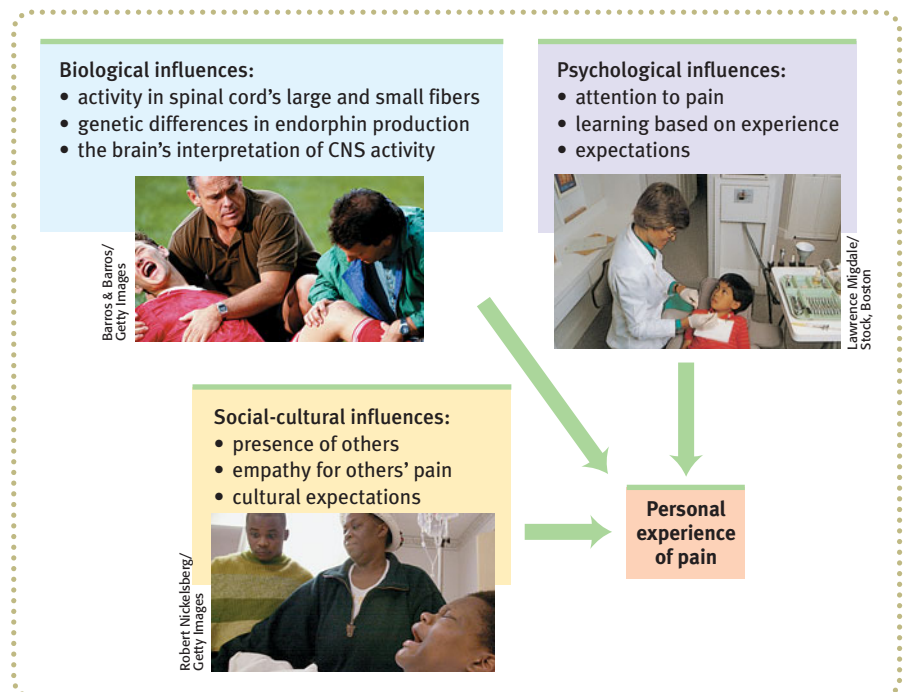 Biological influences:
• activity in spinal cord's large and small fibers
• genetic differences in endorphin production
• the brain's interpretation of CNS activity
Barros & Barros/
Getty Images
Psychological influences:
• attention to pain
• learning based on experience
• expectations
Lawrence Migdale/
Stock, Boston
Social-cultural influences:
• presence of others
• empathy for others' pain
• cultural expectations
Robert Nickelsberg/
Getty Images
Personal
experience
of pain